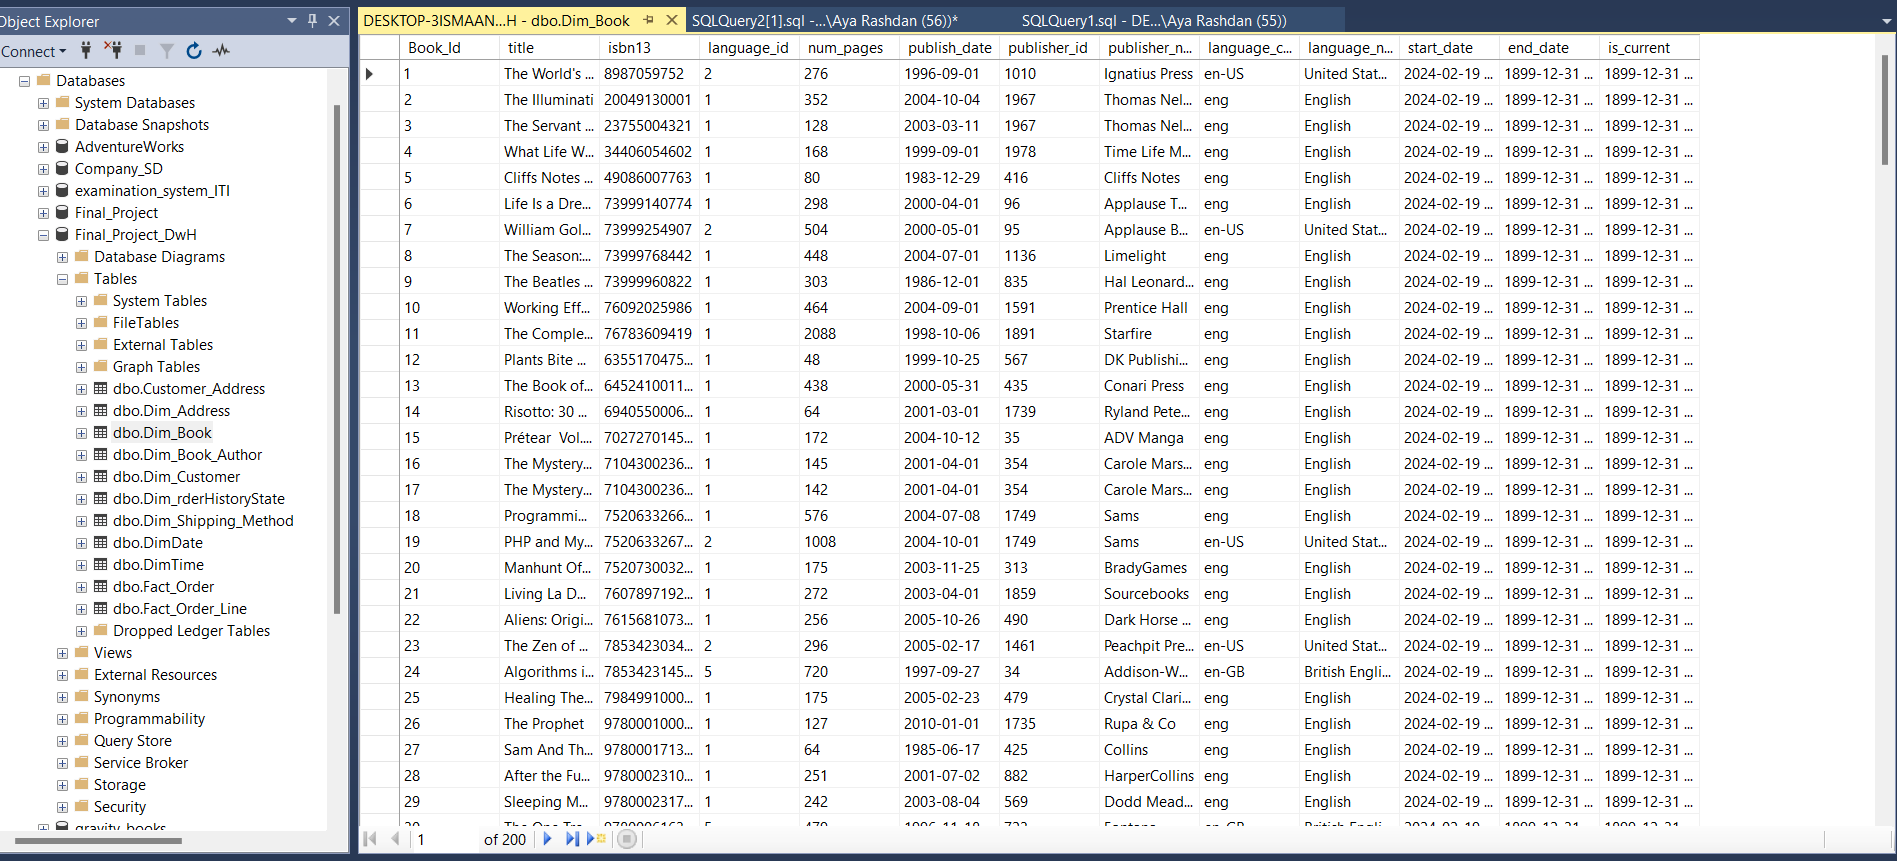 Object Explorer
Connect
Databases
System Databases
Database Snapshots
AdventureWorks
Company_SD
examination_system_ITI
Final_Project
Final_Project_DwH
Database Diagrams
Tables
System Tables
FileTables
External Tables
Graph Tables
dbo.Customer_Address
dbo.Dim_Address
dbo.Dim_Book
dbo.Dim_Book_Author
dbo.Dim_Customer
dbo.Dim_rderHistoryState
dbo.Dim_Shipping_Method
dbo.DimDate
dbo.DimTime
dbo.Fact_Order
dbo.Fact_Order_Line
Dropped Ledger Tables
Views
External Resources
Synonyms
Programmability
Query Store
Service Broker
Storage
Security
gravity_books
DESKTOP-3ISMAAN...H - dbo.Dim_Book SQLQuery2[1].sql -...\Aya Rashdan (56))* SQLQuery1.sql - DE...\Aya Rashdan (55))
Book_Id title isbn13 language_id num_pages publish_date publisher_id publisher_n... language_c... language_n... start_date end_date is_current
1 The World's ... 8987059752 2 276 1996-09-01 1010 Ignatius Press en-US United Stat... 2024-02-19 ... 1899-12-31 ... 1899-12-31 ...
2 The Illuminati 20049130001 1 352 2004-10-04 1967 Thomas Nel... eng English 2024-02-19 ... 1899-12-31 ... 1899-12-31 ...
3 The Servant ... 23755004321 1 128 2003-03-11 1967 Thomas Nel... eng English 2024-02-19 ... 1899-12-31 ... 1899-12-31 ...
4 What Life W... 34406054602 1 168 1999-09-01 1978 Time Life M... eng English 2024-02-19 ... 1899-12-31 ... 1899-12-31 ...
5 Cliffs Notes ... 49086007763 1 80 1983-12-29 416 Cliffs Notes eng English 2024-02-19 ... 1899-12-31 ... 1899-12-31 ...
6 Life Is a Dre... 73999140774 1 298 2000-04-01 96 Applause T... eng English 2024-02-19 ... 1899-12-31 ... 1899-12-31 ...
7 William Gol... 73999254907 2 504 2000-05-01 95 Applause B... en-US United Stat... 2024-02-19 ... 1899-12-31 ... 1899-12-31 ...
8 The Season:... 73999768442 1 448 2004-07-01 1136 Limelight eng English 2024-02-19 ... 1899-12-31 ... 1899-12-31 ...
9 The Beatles ... 73999960822 1 303 1986-12-01 835 Hal Leonard... eng English 2024-02-19 ... 1899-12-31 ... 1899-12-31 ...
10 Working Eff... 76092025986 1 464 2004-09-01 1591 Prentice Hall eng English 2024-02-19 ... 1899-12-31 ... 1899-12-31 ...
11 The Comple... 76783609419 1 2088 1998-10-06 1891 Starfire eng English 2024-02-19 ... 1899-12-31 ... 1899-12-31 ...
12 Plants Bite ... 6355170475... 1 48 1999-10-25 567 DK Publishi... eng English 2024-02-19 ... 1899-12-31 ... 1899-12-31 ...
13 The Book of... 6452410011... 1 438 2000-05-31 435 Conari Press eng English 2024-02-19 ... 1899-12-31 ... 1899-12-31 ...
14 Risotto: 30 ... 6940550006... 1 64 2001-03-01 1739 Ryland Pete... eng English 2024-02-19 ... 1899-12-31 ... 1899-12-31 ...
15 Prétear Vol.... 7027270145... 1 172 2004-10-12 35 ADV Manga eng English 2024-02-19 ... 1899-12-31 ... 1899-12-31 ...
16 The Mystery... 7104300236... 1 145 2001-04-01 354 Carole Mars... eng English 2024-02-19 ... 1899-12-31 ... 1899-12-31 ...
17 The Mystery... 7104300236... 1 142 2001-04-01 354 Carole Mars... eng English 2024-02-19 ... 1899-12-31 ... 1899-12-31 ...
18 Programmi... 7520633266... 1 576 2004-07-08 1749 Sams eng English 2024-02-19 ... 1899-12-31 ... 1899-12-31 ...
19 PHP and My... 7520633267... 2 1008 2004-10-01 1749 Sams en-US United Stat... 2024-02-19 ... 1899-12-31 ... 1899-12-31 ...
20 Manhunt Of... 7520730032... 1 175 2003-11-25 313 BradyGames eng English 2024-02-19 ... 1899-12-31 ... 1899-12-31 ...
21 Living La D... 7607897192... 1 272 2003-04-01 1859 Sourcebooks eng English 2024-02-19 ... 1899-12-31 ... 1899-12-31 ...
22 Aliens: Origi... 7615681073... 1 256 2005-10-26 490 Dark Horse ... eng English 2024-02-19 ... 1899-12-31 ... 1899-12-31 ...
23 The Zen of ... 7853423034... 2 296 2005-02-17 1461 Peachpit Pre... en-US United Stat... 2024-02-19 ... 1899-12-31 ... 1899-12-31 ...
24 Algorithms i... 7853423145... 5 720 1997-09-27 34 Addison-W... en-GB British Engli... 2024-02-19 ... 1899-12-31 ... 1899-12-31 ...
25 Healing The... 7984991000... 1 175 2005-02-23 479 Crystal Clari... eng English 2024-02-19 ... 1899-12-31 ... 1899-12-31 ...
26 The Prophet 9780001000... 1 127 2010-01-01 1735 Rupa & Co eng English 2024-02-19 ... 1899-12-31 ... 1899-12-31 ...
27 Sam And Th... 9780001713... 1 64 1985-06-17 425 Collins eng English 2024-02-19 ... 1899-12-31 ... 1899-12-31 ...
28 After the Fu... 9780002310... 1 251 2001-07-02 882 HarperCollins eng English 2024-02-19 ... 1899-12-31 ... 1899-12-31 ...
29 Sleeping M... 9780002317... 1 242 2003-08-04 569 Dodd Mead... eng English 2024-02-19 ... 1899-12-31 ... 1899-12-31 ...
1 of 200